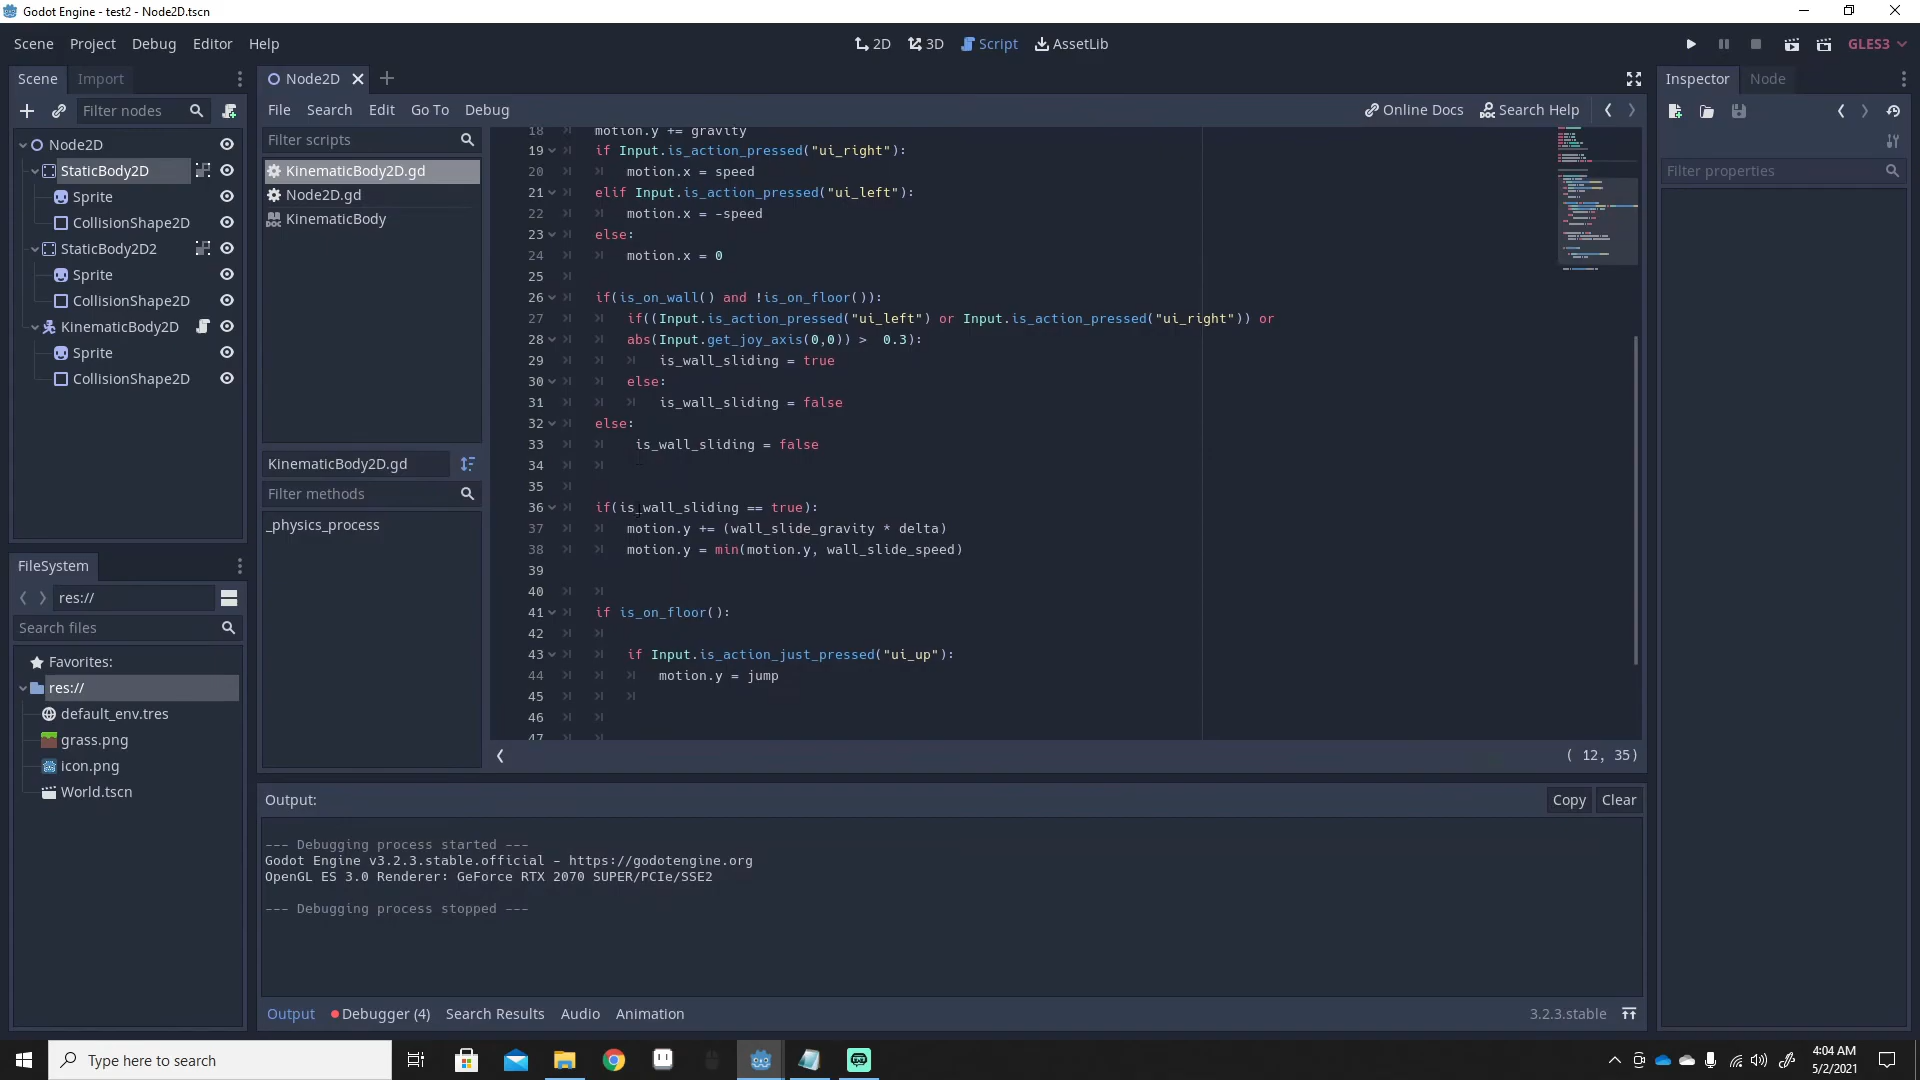 Godot Engine - test2 - Node2D.tscn
Scene Project Debug Editor Help
2D 3D Script AssetLib
GLES3
Scene Import
Filter nodes
Node2D
StaticBody2D
Sprite
CollisionShape2D
StaticBody2D2
Sprite
CollisionShape2D
KinematicBody2D
Sprite
CollisionShape2D
FileSystem
res://
Search files
Favorites:
res://
default_env.tres
grass.png
icon.png
World.tscn
Node2D
File Search Edit Go To Debug
Online Docs Search Help
Filter scripts
KinematicBody2D.gd
Node2D.gd
KinematicBody
KinematicBody2D.gd
Filter methods
_physics_process
18 motion.y += gravity
19 if Input.is_action_pressed("ui_right"):
20 motion.x = speed
21 elif Input.is_action_pressed("ui_left"):
22 motion.x = -speed
23 else:
24 motion.x = 0
25
26 if(is_on_wall() and !is_on_floor()):
27 if((Input.is_action_pressed("ui_left") or Input.is_action_pressed("ui_right")) or
28 abs(Input.get_joy_axis(0,0)) > 0.3):
29 is_wall_sliding = true
30 else:
31 is_wall_sliding = false
32 else:
33 is_wall_sliding = false
34
35
36 if(is_wall_sliding == true):
37 motion.y += (wall_slide_gravity * delta)
38 motion.y = min(motion.y, wall_slide_speed)
39
40
41 if is_on_floor():
42
43 if Input.is_action_just_pressed("ui_up"):
44 motion.y = jump
45
46
47
( 12, 35)
Output:
Copy Clear
--- Debugging process started ---
Godot Engine v3.2.3.stable.official - https://godotengine.org
OpenGL ES 3.0 Renderer: GeForce RTX 2070 SUPER/PCIe/SSE2
--- Debugging process stopped ---
Output Debugger (4) Search Results Audio Animation
3.2.3.stable
Inspector Node
Filter properties
Type here to search
4:04 AM
5/2/2021